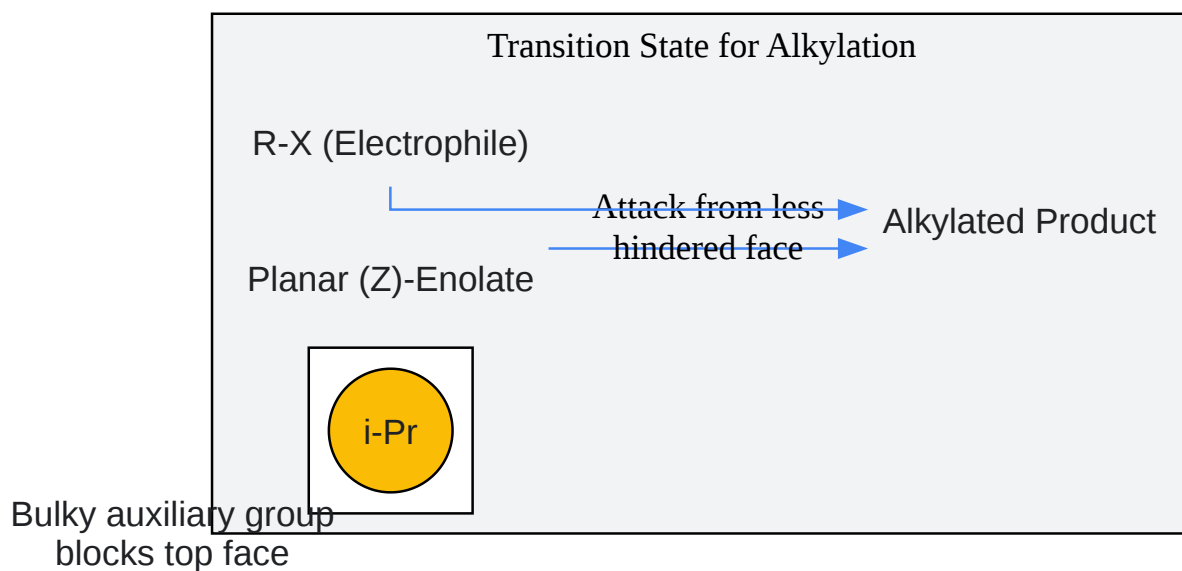 Transition State for Alkylation
R-X (Electrophile)
Attack from less
hindered face
Alkylated Product
Planar (Z)-Enolate
i-Pr
Bulky auxiliary group
blocks top face